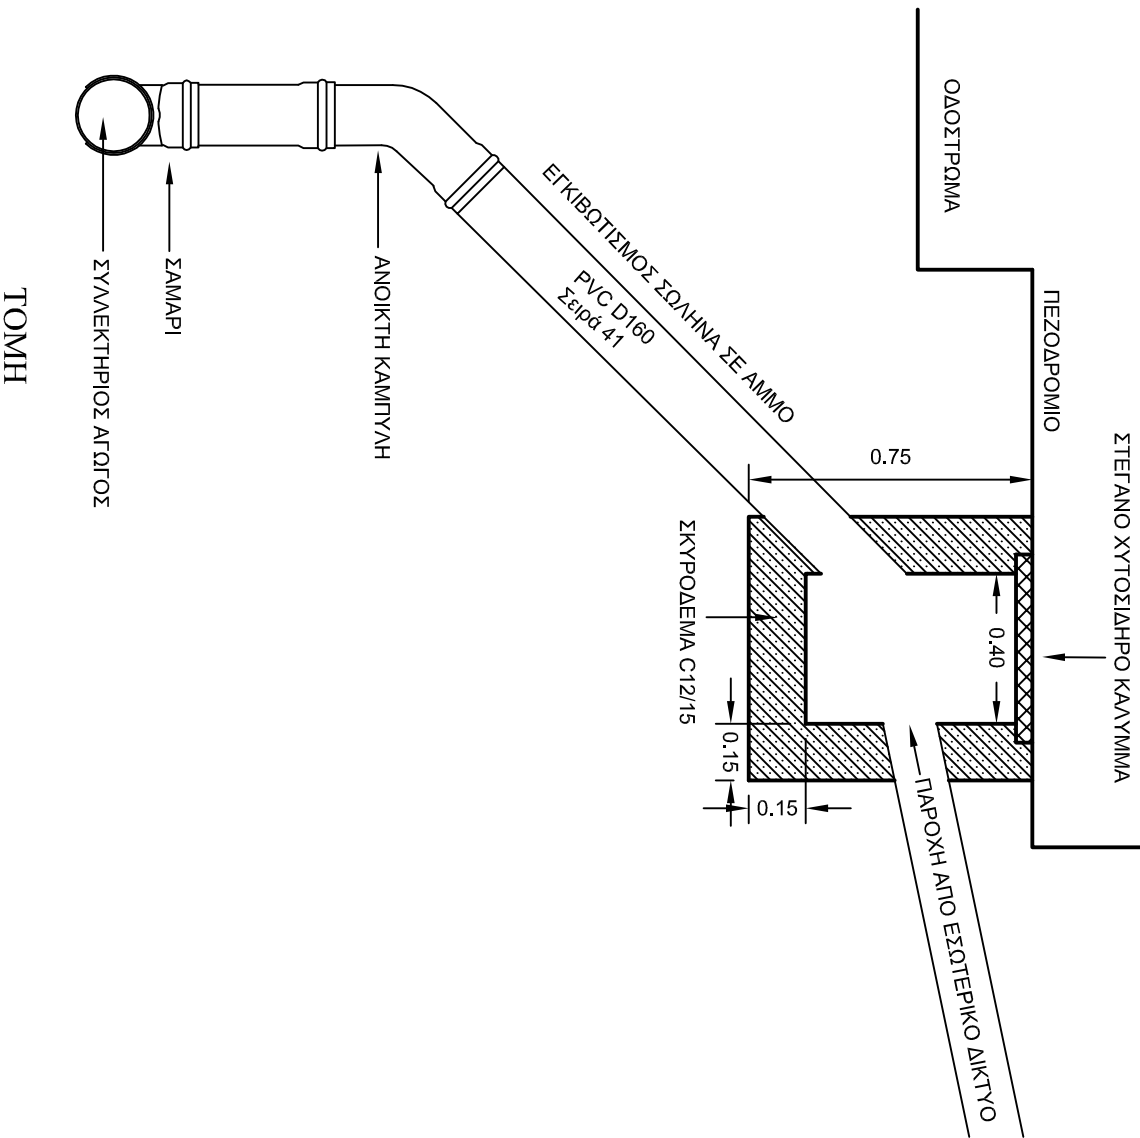 ΣΤΕΓΑΝΟ ΧΥΤΟΣΙΔΗΡΟ ΚΑΛΥΜΜΑ
ΠΕΖΟΔΡΟΜΙΟ
ΟΔΟΣΤΡΩΜΑ
0.75
0.40
ΠΑΡΟΧΗ ΑΠΟ ΕΣΩΤΕΡΙΚΟ ΔΙΚΤΥΟ
0.15
0.15
ΣΚΥΡΟΔΕΜΑ C12/15
ΕΓΚΙΒΩΤΙΣΜΟΣ ΣΩΛΗΝΑ ΣΕ ΑΜΜΟ
PVC D160
Σειρά 41
ΑΝΟΙΚΤΗ ΚΑΜΠΥΛΗ
ΣΑΜΑΡΙ
ΣΥΛΛΕΚΤΗΡΙΟΣ ΑΓΩΓΟΣ
ΤΟΜΗ